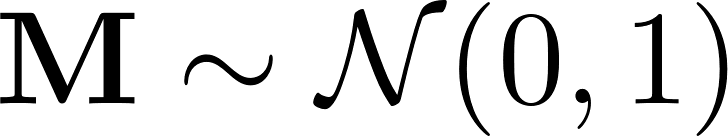 𝐌 ∼ 𝒩(0, 1)